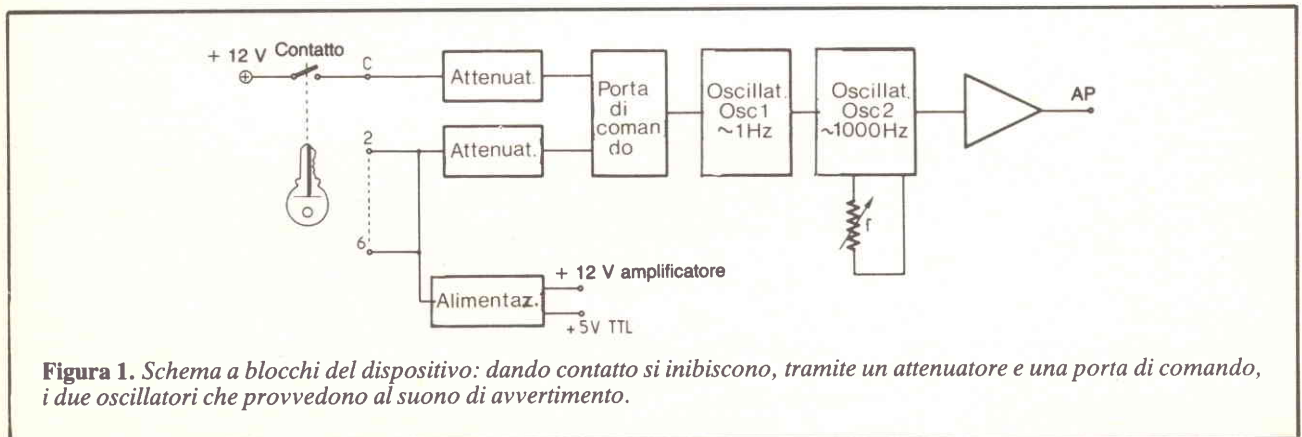 + 12 V
Contatto
C
Attenuat.
Porta
di
coman
do
Oscillat.
Osc1
~1Hz
Oscillat.
Osc2
~1000Hz
AP
2
Attenuat.
6
f
Alimentaz.
+ 12 V amplificatore
+5V TTL
Figura 1. Schema a blocchi del dispositivo: dando contatto si inibiscono, tramite un attenuatore e una porta di comando,
i due oscillatori che provvedono al suono di avvertimento.